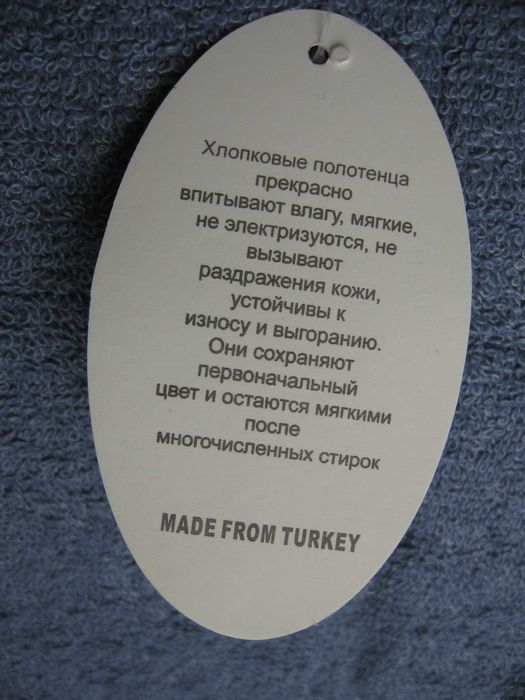 Хлопковые полотенца
прекрасно
впитывают влагу, мягкие,
не электризуются, не
вызывают
раздражения кожи,
устойчивы к
износу и выгоранию.
Они сохраняют
первоначальный
цвет и остаются мягкими
после
многочисленных стирок
MADE FROM TURKEY